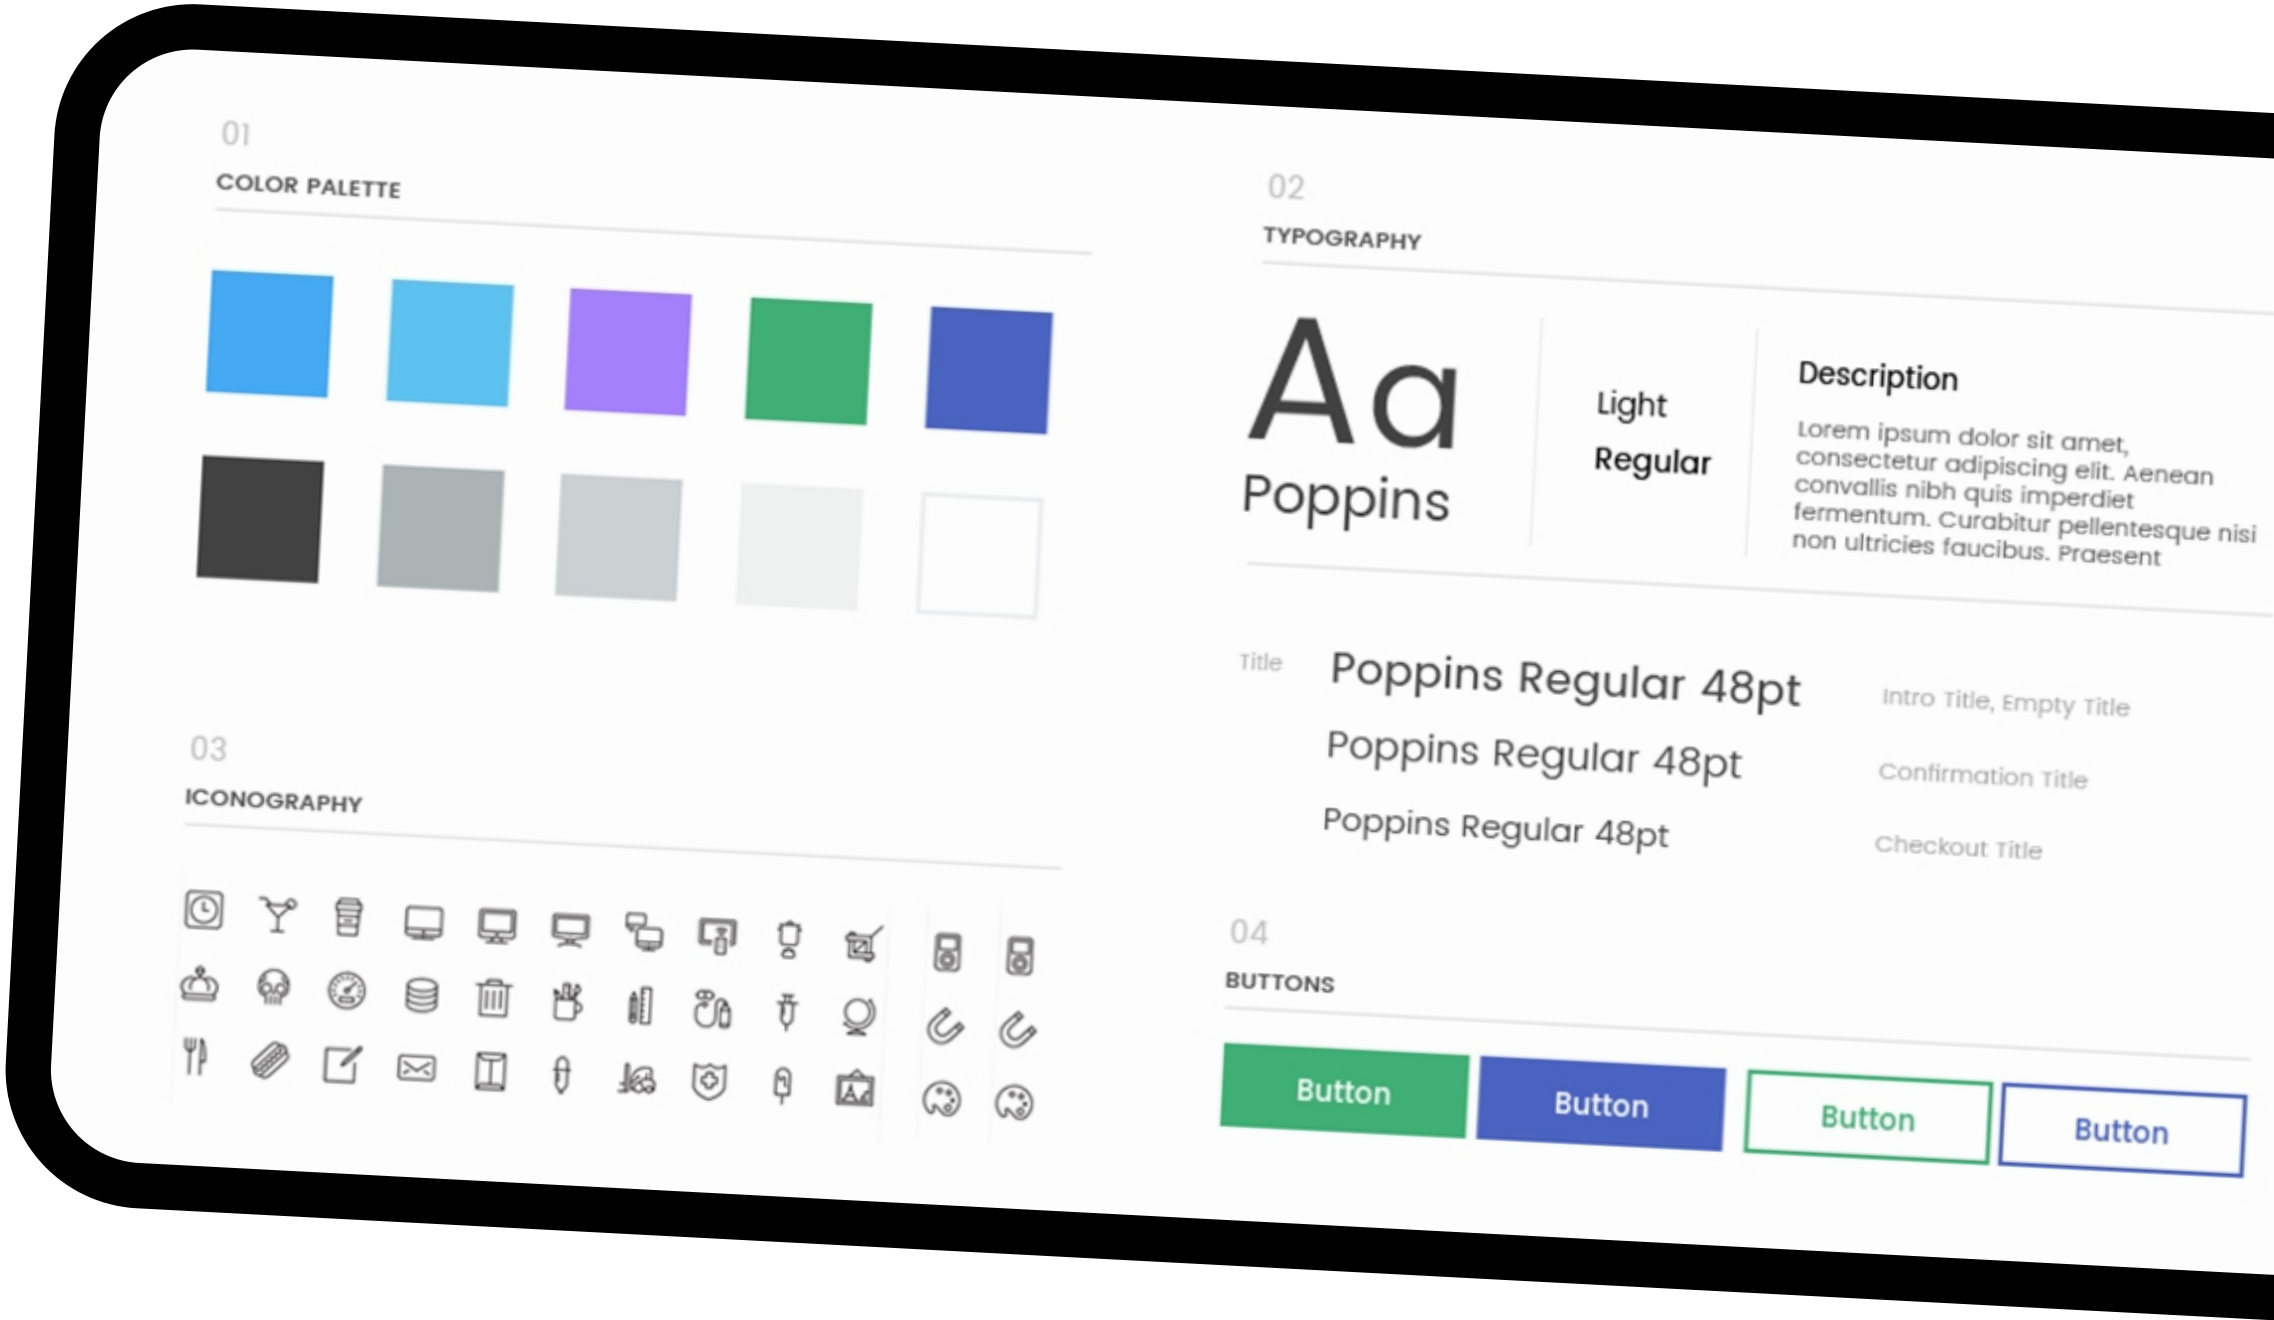 01
COLOR PALETTE
02
TYPOGRAPHY
Aa
Poppins
Light
Regular
Description
Lorem ipsum dolor sit amet,
consectetur adipiscing elit. Aenean
convallis nibh quis imperdiet
fermentum. Curabitur pellentesque nisi
non ultricies faucibus. Praesent
Title
Poppins Regular 48pt
Intro Title, Empty Title
Poppins Regular 48pt
Confirmation Title
Poppins Regular 48pt
Checkout Title
03
ICONOGRAPHY
04
BUTTONS
Button
Button
Button
Button